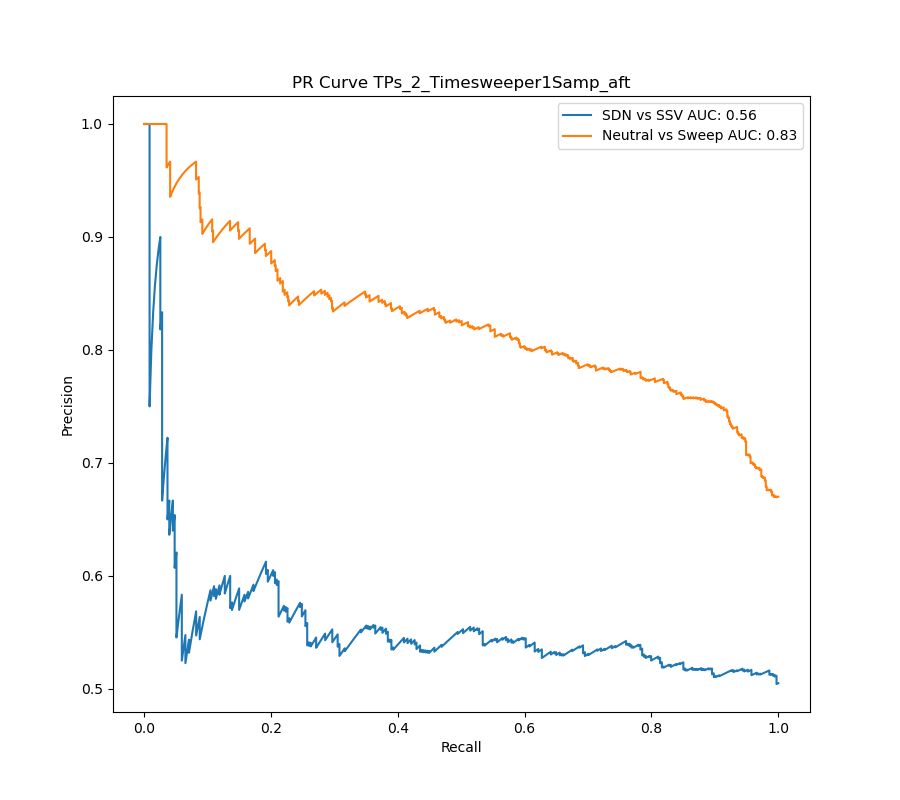 PR Curve TPs_2_Timesweeper1Samp_aft
SDN vs SSV AUC: 0.56
Neutral vs Sweep AUC: 0.83
1.0
0.9
0.8
0.7
0.6
0.5
Precision
0.0 0.2 0.4 0.6 0.8 1.0
Recall